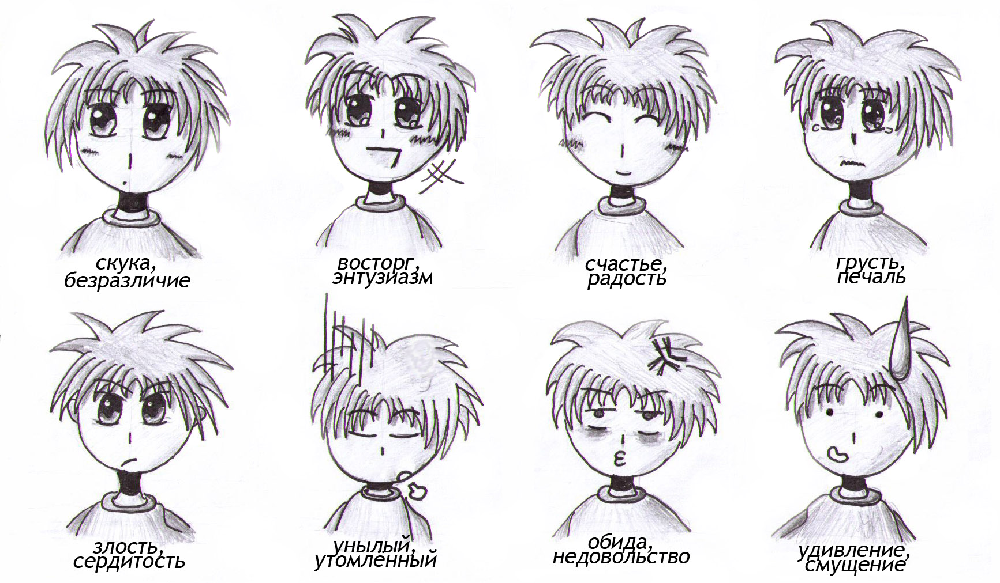 скука,
безразличие
восторг,
энтузиазм
счастье,
радость
грусть,
печаль
злость,
сердитость
унылый,
утомленный
обида,
недовольство
удивление,
смущение